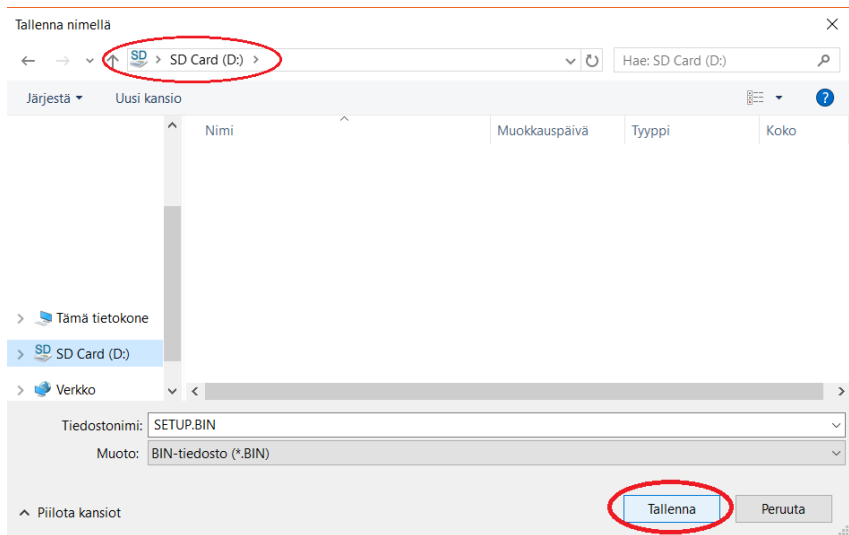 Tallenna nimellä
SD SD Card (D:) Hae: SD Card (D:)
Järjestä Uusi kansio ?
Nimi Muokkauspäivä Tyyppi Koko
Tämä tietokone
SD SD Card (D:)
Verkko
Tiedostonimi: SETUP.BIN
Muoto: BIN-tiedosto (*.BIN)
Piilota kansiot Tallenna Peruuta